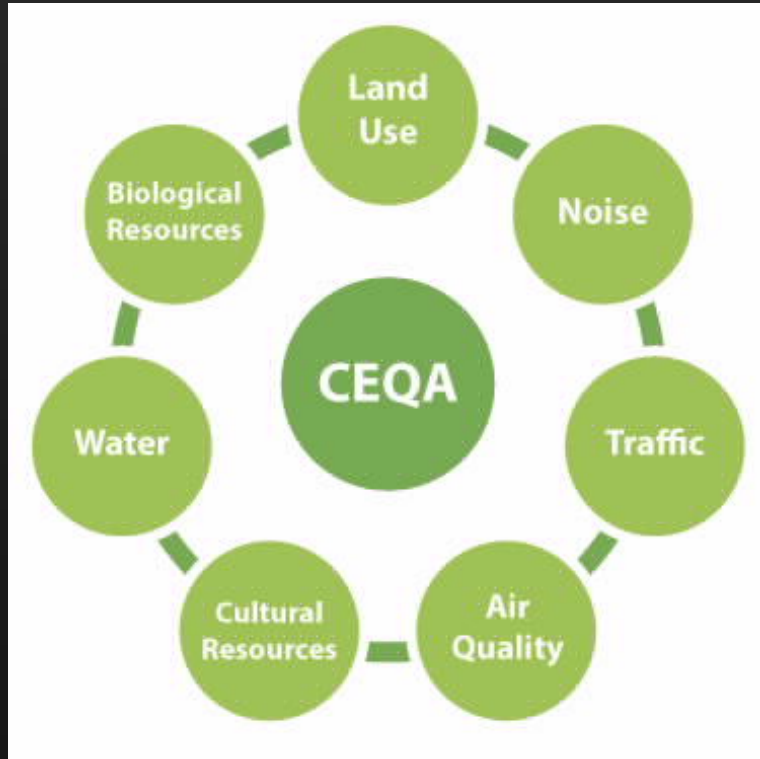 Land
Use
Noise
Traffic
Air
Quality
Cultural
Resources
Water
Biological
Resources
CEQA